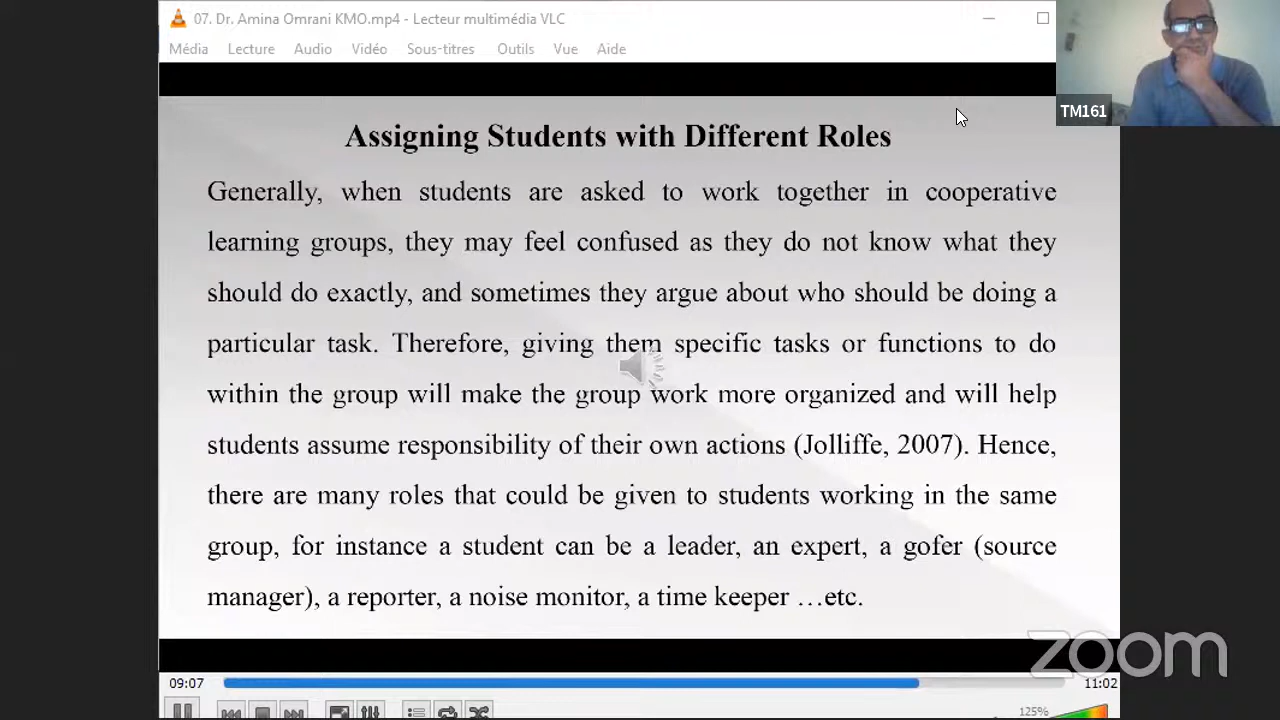 07. Dr. Amina Omrani KMO.mp4 - Lecteur multimédia VLC
Média Lecture Audio Vidéo Sous-titres Outils Vue Aide
TM161
Assigning Students with Different Roles
Generally, when students are asked to work together in cooperative
learning groups, they may feel confused as they do not know what they
should do exactly, and sometimes they argue about who should be doing a
particular task. Therefore, giving them specific tasks or functions to do
within the group will make the group work more organized and will help
students assume responsibility of their own actions (Jolliffe, 2007). Hence,
there are many roles that could be given to students working in the same
group, for instance a student can be a leader, an expert, a gofer (source
manager), a reporter, a noise monitor, a time keeper …etc.
zoom
09:07 11:02
125%